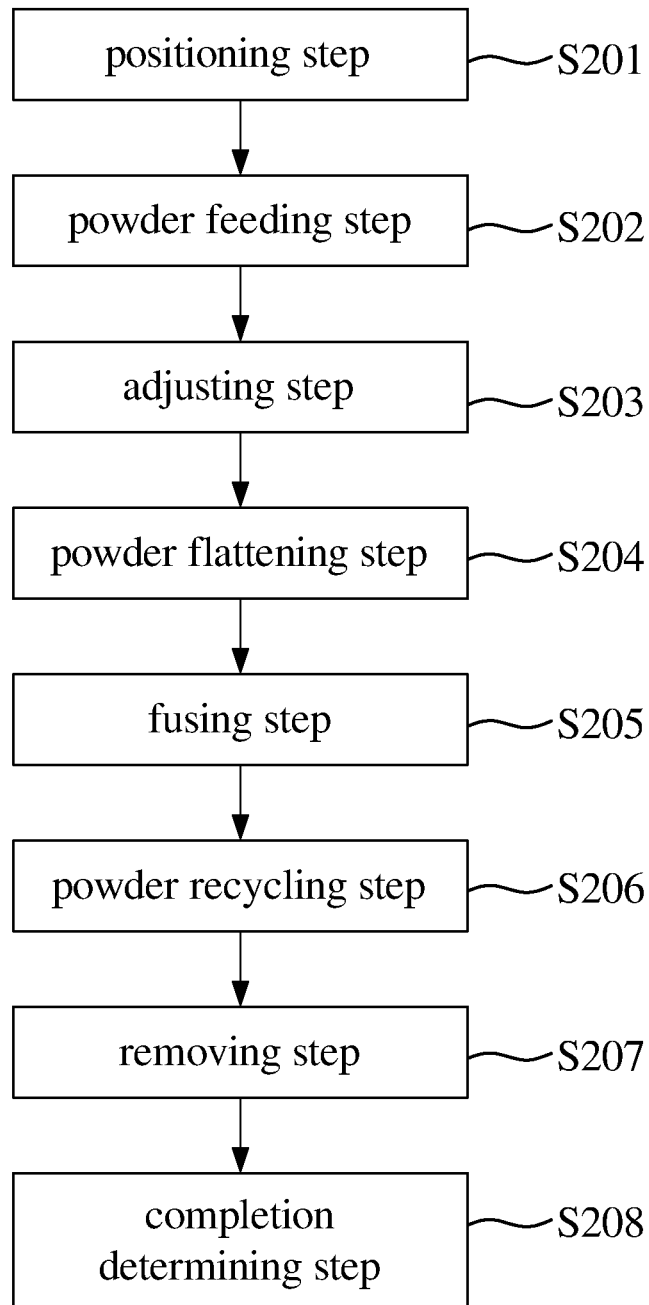 positioning step
S201
powder feeding step
S202
adjusting step
S203
powder flattening step
S204
fusing step
S205
powder recycling step
S206
removing step
S207
completion
determining step
S208